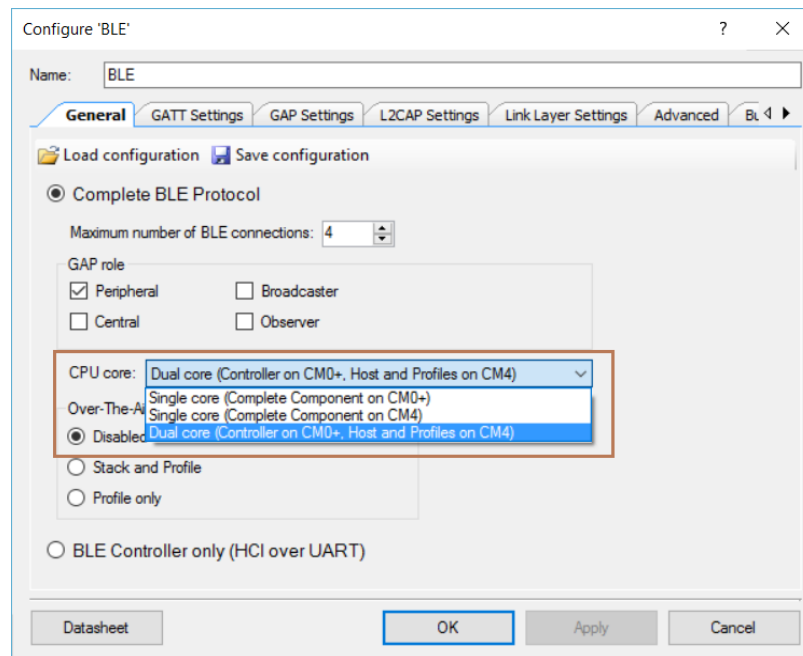 Configure 'BLE'
?
Name: BLE
General GATT Settings GAP Settings L2CAP Settings Link Layer Settings Advanced
Load configuration Save configuration
Complete BLE Protocol
Maximum number of BLE connections: 4
GAP role
Peripheral Broadcaster
Central Observer
CPU core: Dual core (Controller on CM0+, Host and Profiles on CM4)
Single core (Complete Component on CM0+)
Single core (Complete Component on CM4)
Over-The-Ai
Dual core (Controller on CM0+, Host and Profiles on CM4)
Disabled
Stack and Profile
Profile only
BLE Controller only (HCI over UART)
Datasheet OK Apply Cancel